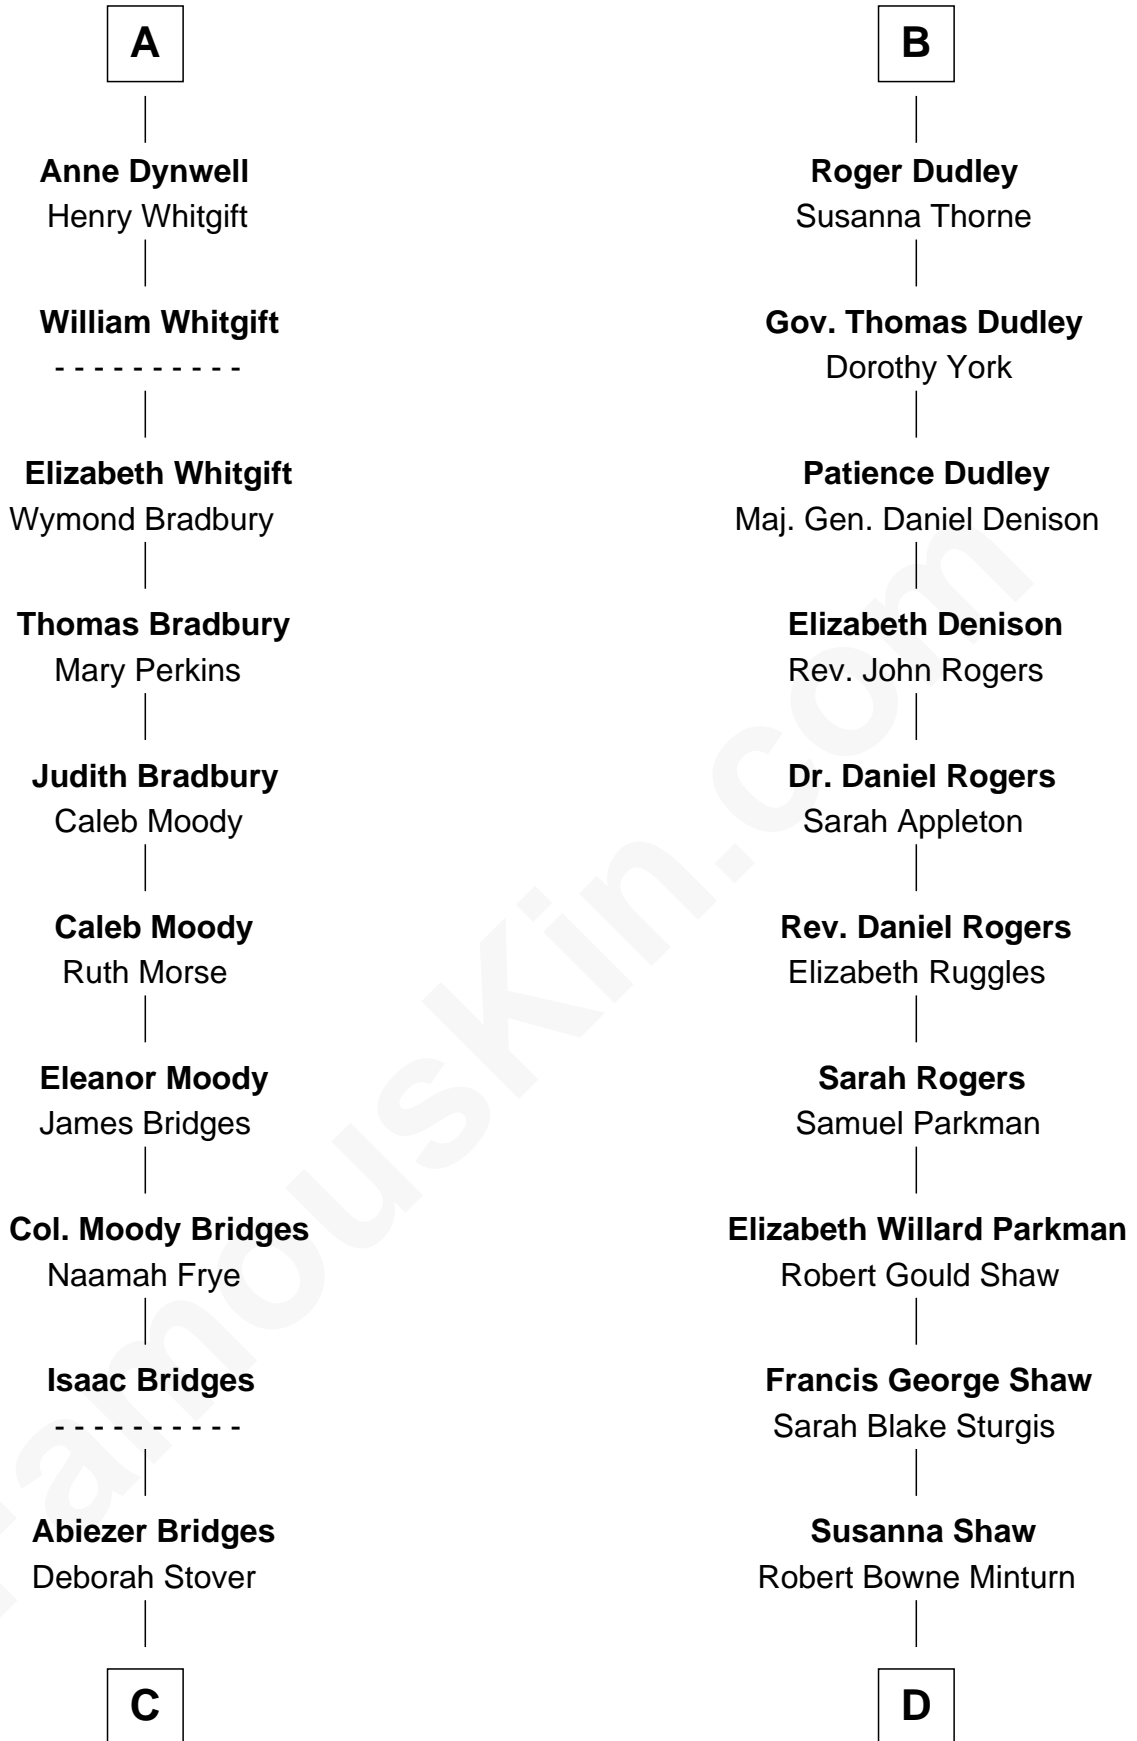 A
Anne Dynwell
Henry Whitgift
William Whitgift
- - - - - - - - - -
Elizabeth Whitgift
Wymond Bradbury
Thomas Bradbury
Mary Perkins
Judith Bradbury
Caleb Moody
Caleb Moody
Ruth Morse
Eleanor Moody
James Bridges
Col. Moody Bridges
Naamah Frye
Isaac Bridges
- - - - - - - - - -
Abiezer Bridges
Deborah Stover
C
B
Roger Dudley
Susanna Thorne
Gov. Thomas Dudley
Dorothy York
Patience Dudley
Maj. Gen. Daniel Denison
Elizabeth Denison
Rev. John Rogers
Dr. Daniel Rogers
Sarah Appleton
Rev. Daniel Rogers
Elizabeth Ruggles
Sarah Rogers
Samuel Parkman
Elizabeth Willard Parkman
Robert Gould Shaw
Francis George Shaw
Sarah Blake Sturgis
Susanna Shaw
Robert Bowne Minturn
D
FamousKin.com